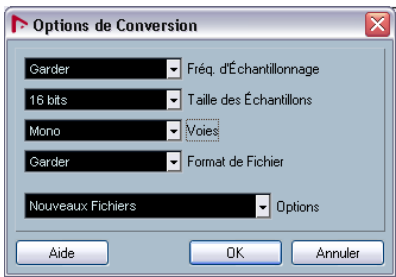 Options de Conversion
Garder Fréq. d'Échantillonnage
16 bits Taille des Échantillons
Mono Voies
Garder Format de Fichier
Nouveaux Fichiers Options
Aide OK Annuler